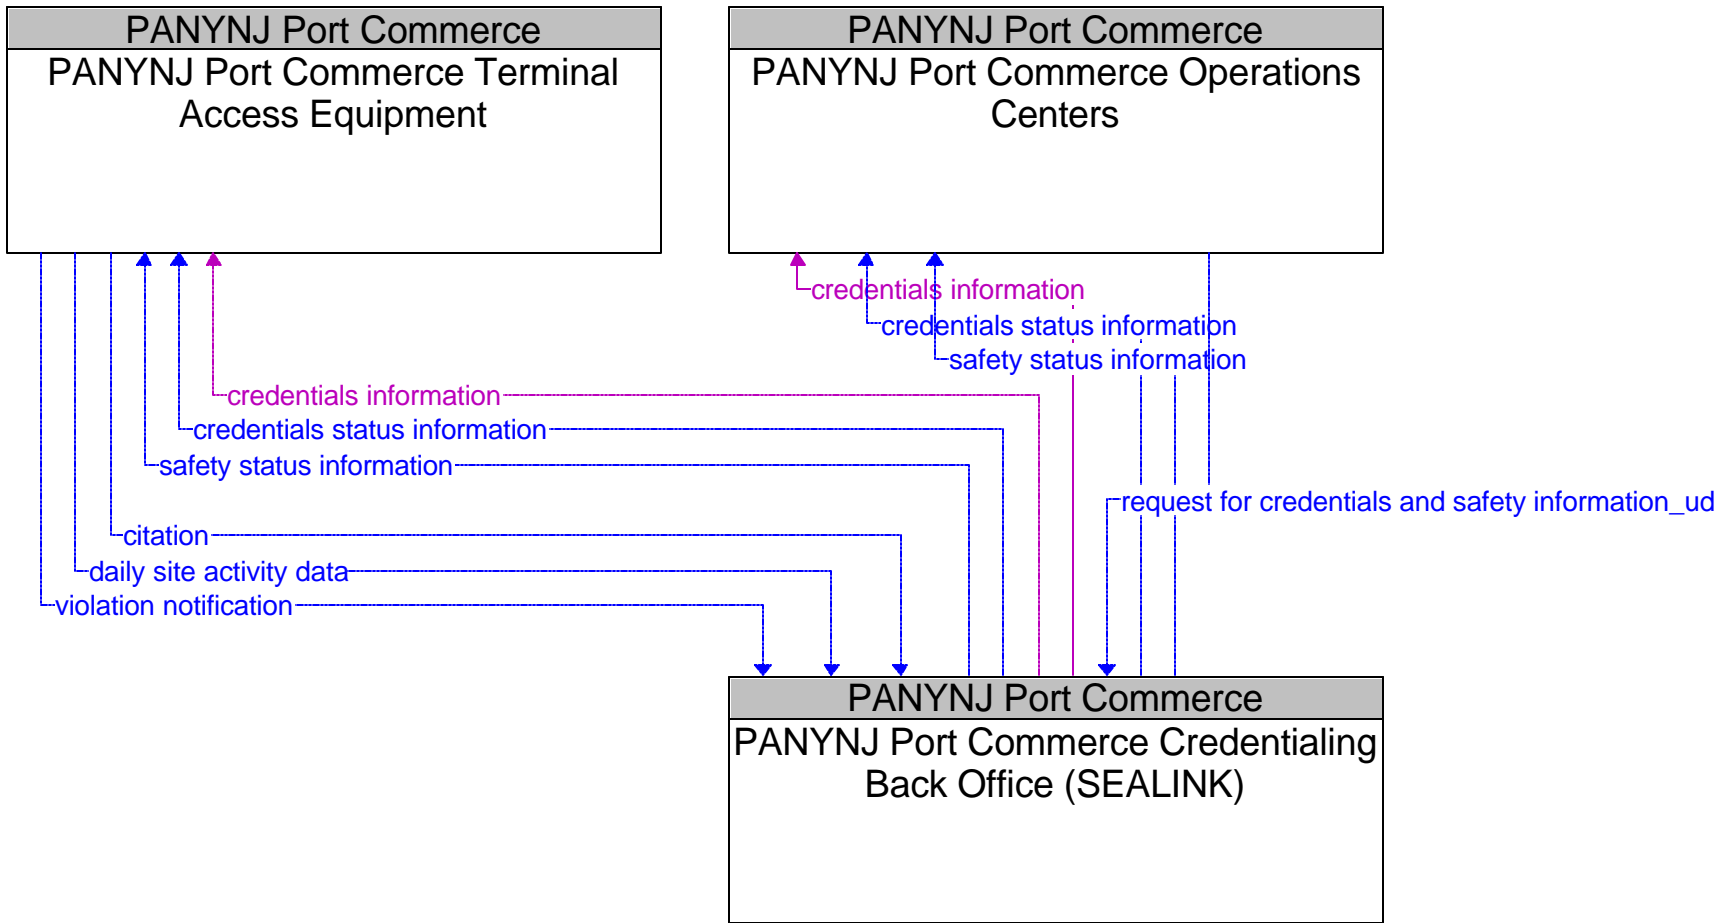 PANYNJ Port Commerce
PANYNJ Port Commerce Terminal
Access Equipment
PANYNJ Port Commerce
PANYNJ Port Commerce Operations
Centers
credentials information
credentials status information
safety status information
credentials information
credentials status information
safety status information
request for credentials and safety information_ud
citation
daily site activity data
violation notification
PANYNJ Port Commerce
PANYNJ Port Commerce Credentialing
Back Office (SEALINK)